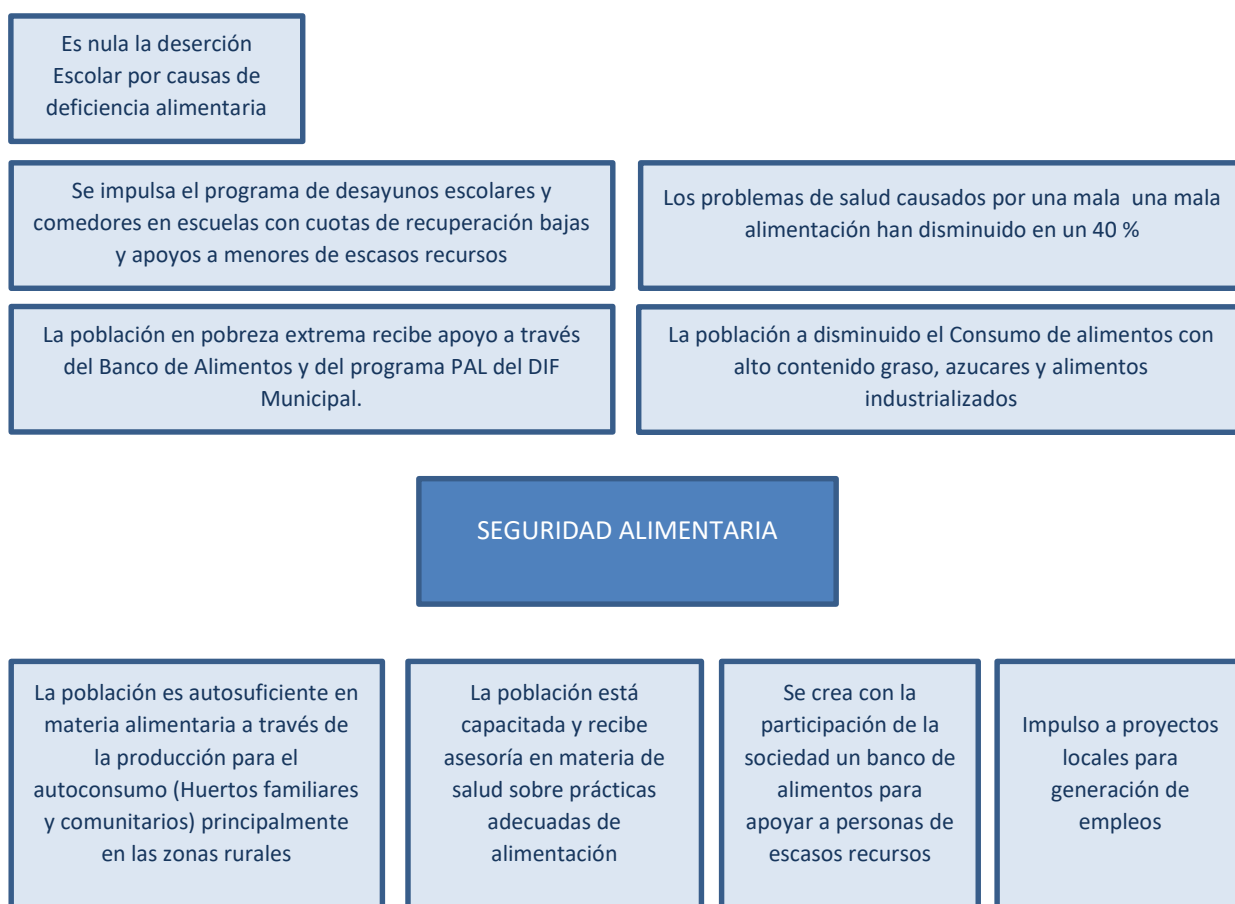 Es nula la deserción
Escolar por causas de
deficiencia alimentaria
Se impulsa el programa de desayunos escolares y
comedores en escuelas con cuotas de recuperación bajas
y apoyos a menores de escasos recursos
Los problemas de salud causados por una mala una mala
alimentación han disminuido en un 40 %
La población en pobreza extrema recibe apoyo a través
del Banco de Alimentos y del programa PAL del DIF
Municipal.
La población a disminuido el Consumo de alimentos con
alto contenido graso, azucares y alimentos
industrializados
SEGURIDAD ALIMENTARIA
La población es autosuficiente en
materia alimentaria a través de
la producción para el
autoconsumo (Huertos familiares
y comunitarios) principalmente
en las zonas rurales
La población está
capacitada y recibe
asesoría en materia de
salud sobre prácticas
adecuadas de
alimentación
Se crea con la
participación de la
sociedad un banco de
alimentos para
apoyar a personas de
escasos recursos
Impulso a proyectos
locales para
generación de
empleos